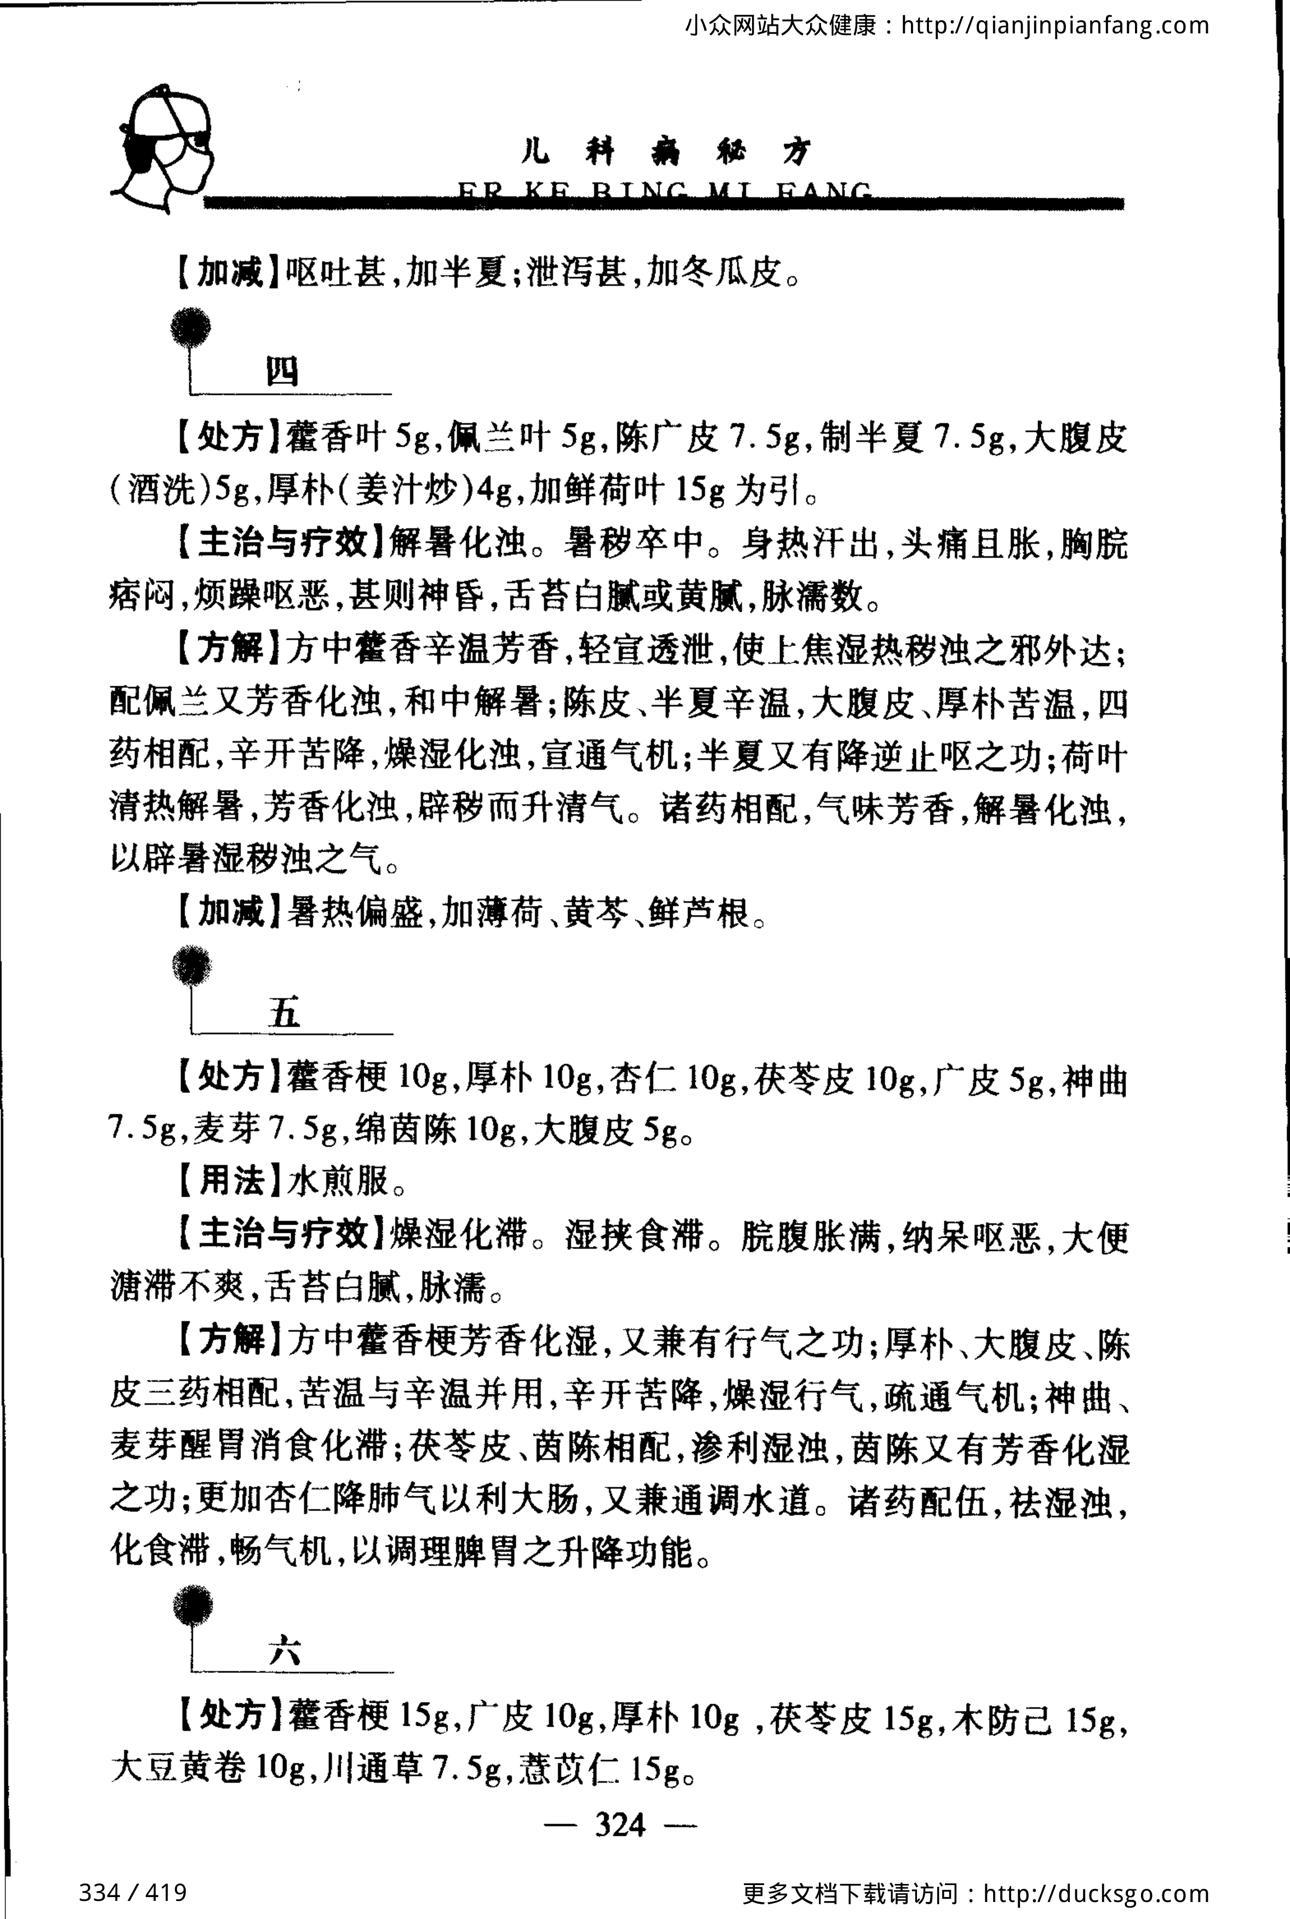 小众网站大众健康：http://qianjinpianfang.com
儿科病秘方
ER KE BING MI FANG
【加减】呕吐甚,加半夏;泄泻甚,加冬瓜皮。
四
【处方】藿香叶 5g,佩兰叶 5g,陈广皮 7.5g,制半夏 7.5g,大腹皮
(酒洗)5g,厚朴(姜汁炒)4g,加鲜荷叶 15g 为引。
【主治与疗效】解暑化浊。暑秽卒中。身热汗出,头痛且胀,胸脘
痞闷,烦躁呕恶,甚则神昏,舌苔白腻或黄腻,脉濡数。
【方解】方中藿香辛温芳香,轻宣透泄,使上焦湿热秽浊之邪外达;
配佩兰又芳香化浊,和中解暑;陈皮、半夏辛温,大腹皮、厚朴苦温,四
药相配,辛开苦降,燥湿化浊,宣通气机;半夏又有降逆止呕之功;荷叶
清热解暑,芳香化浊,辟秽而升清气。诸药相配,气味芳香,解暑化浊,
以辟暑湿秽浊之气。
【加减】暑热偏盛,加薄荷、黄芩、鲜芦根。
五
【处方】藿香梗 10g,厚朴 10g,杏仁 10g,茯苓皮 10g,广皮 5g,神曲
7.5g,麦芽 7.5g,绵茵陈 10g,大腹皮 5g。
【用法】水煎服。
【主治与疗效】燥湿化滞。湿挟食滞。脘腹胀满,纳呆呕恶,大便
溏滞不爽,舌苔白腻,脉濡。
【方解】方中藿香梗芳香化湿,又兼有行气之功;厚朴、大腹皮、陈
皮三药相配,苦温与辛温并用,辛开苦降,燥湿行气,疏通气机;神曲、
麦芽醒胃消食化滞;茯苓皮、茵陈相配,渗利湿浊,茵陈又有芳香化湿
之功;更加杏仁降肺气以利大肠,又兼通调水道。诸药配伍,祛湿浊,
化食滞,畅气机,以调理脾胃之升降功能。
六
【处方】藿香梗 15g,广皮 10g,厚朴 10g ,茯苓皮 15g,木防己 15g,
大豆黄卷 10g,川通草 7.5g,薏苡仁 15g。
— 324 —
334 / 419
更多文档下载请访问：http://ducksgo.com